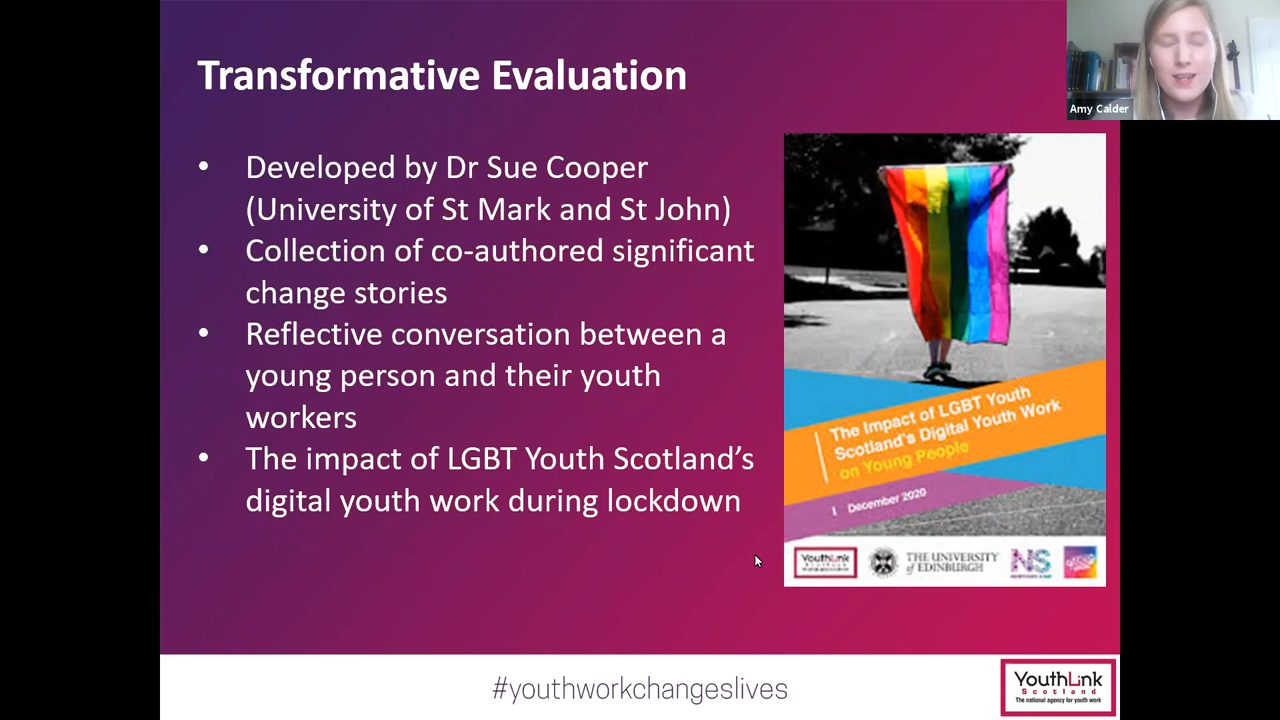 Transformative Evaluation
Amy Calder
• Developed by Dr Sue Cooper
(University of St Mark and St John)
• Collection of co-authored significant
change stories
• Reflective conversation between a
young person and their youth
workers
• The impact of LGBT Youth Scotland’s
digital youth work during lockdown
The Impact of LGBT Youth
Scotland's Digital Youth Work
on Young People
December 2020
YouthLink
Scotland
THE UNIVERSITY
of EDINBURGH
NS
#youthworkchangeslives
YouthLink
Scotland
The national agency for youth work